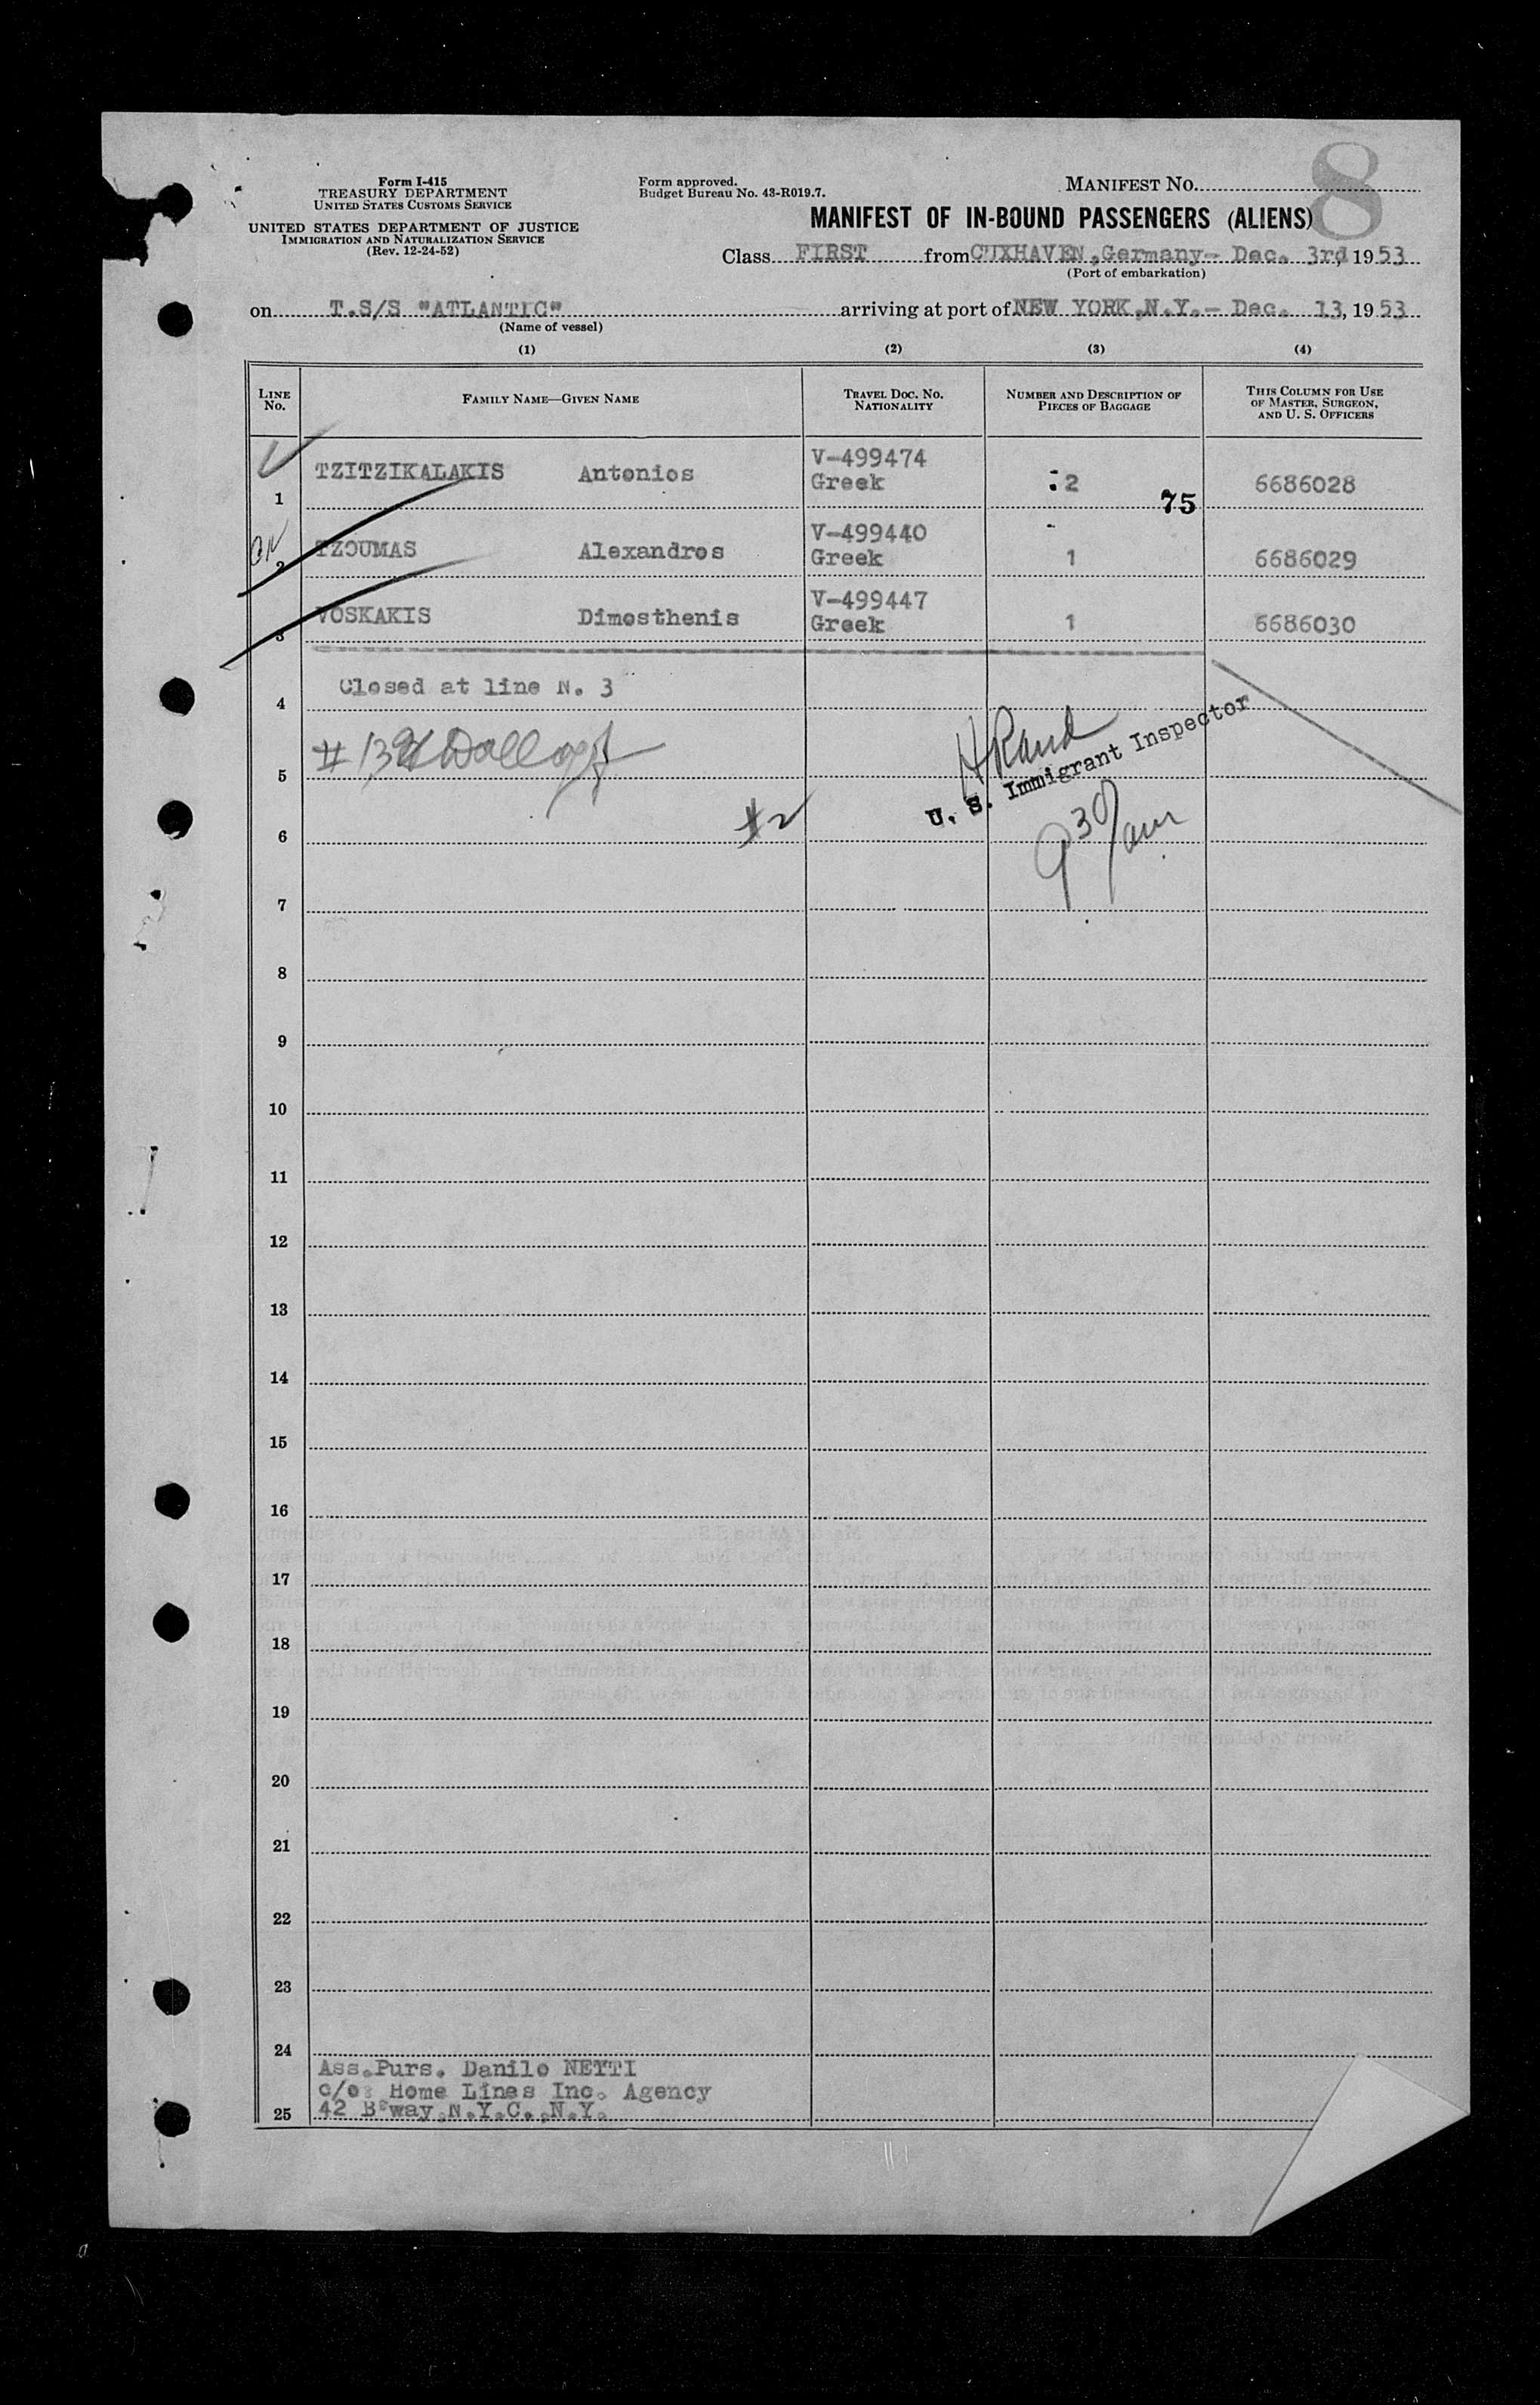 Form I-415
TREASURY DEPARTMENT
UNITED STATES CUSTOMS SERVICE
UNITED STATES DEPARTMENT OF JUSTICE
IMMIGRATION AND NATURALIZATION SERVICE
(Rev. 12-24-52)
Form approved.
Budget Bureau No. 43-R019.7.
MANIFEST NO. 8
MANIFEST OF IN-BOUND PASSENGERS (ALIENS)
Class FIRST from CUXHAVEN,Germany- Dec. 3rd, 1953
(Port of embarkation)
on T.S/S "ATLANTIC" arriving at port of NEW YORK,N.Y.- Dec. 13, 1953
(Name of vessel)
(1) (2) (3) (4)
LINE NO. FAMILY NAME—GIVEN NAME TRAVEL DOC. NO. NATIONALITY NUMBER AND DESCRIPTION OF PIECES OF BAGGAGE THIS COLUMN FOR USE OF MASTER, SURGEON, AND U. S. OFFICERS
1 TZITZIKALAKIS Antonios V-499474 Greek 2 75 6686028
2 TZOUMAS Alexandros V-499440 Greek 1 6686029
3 VOSKAKIS Dimosthenis V-499447 Greek 1 6686030
4 Closed at line N. 3
5
HRand
U. S. Immigrant Inspector
6
9 30/am
7
8
9
10
11
12
13
14
15
16
17
18
19
20
21
22
23
24
Ass.Purs. Danilo NETTI
c/o: Home Lines Inc. Agency
25 42 B'way,N.Y.C.,N.Y.